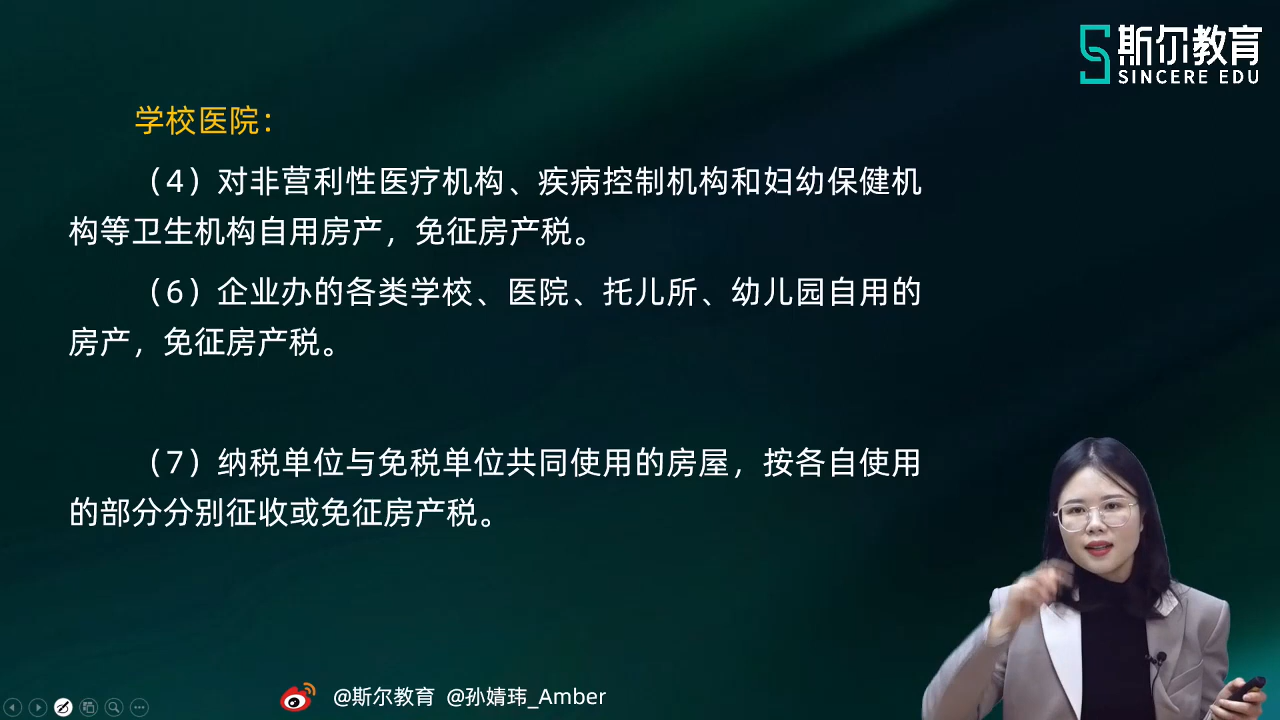 斯尔教育
SINCERE EDU
学校医院：
（4）对非营利性医疗机构、疾病控制机构和妇幼保健机
构等卫生机构自用房产，免征房产税。
（6）企业办的各类学校、医院、托儿所、幼儿园自用的
房产，免征房产税。
（7）纳税单位与免税单位共同使用的房屋，按各自使用
的部分分别征收或免征房产税。
@斯尔教育 @孙婧玮_Amber